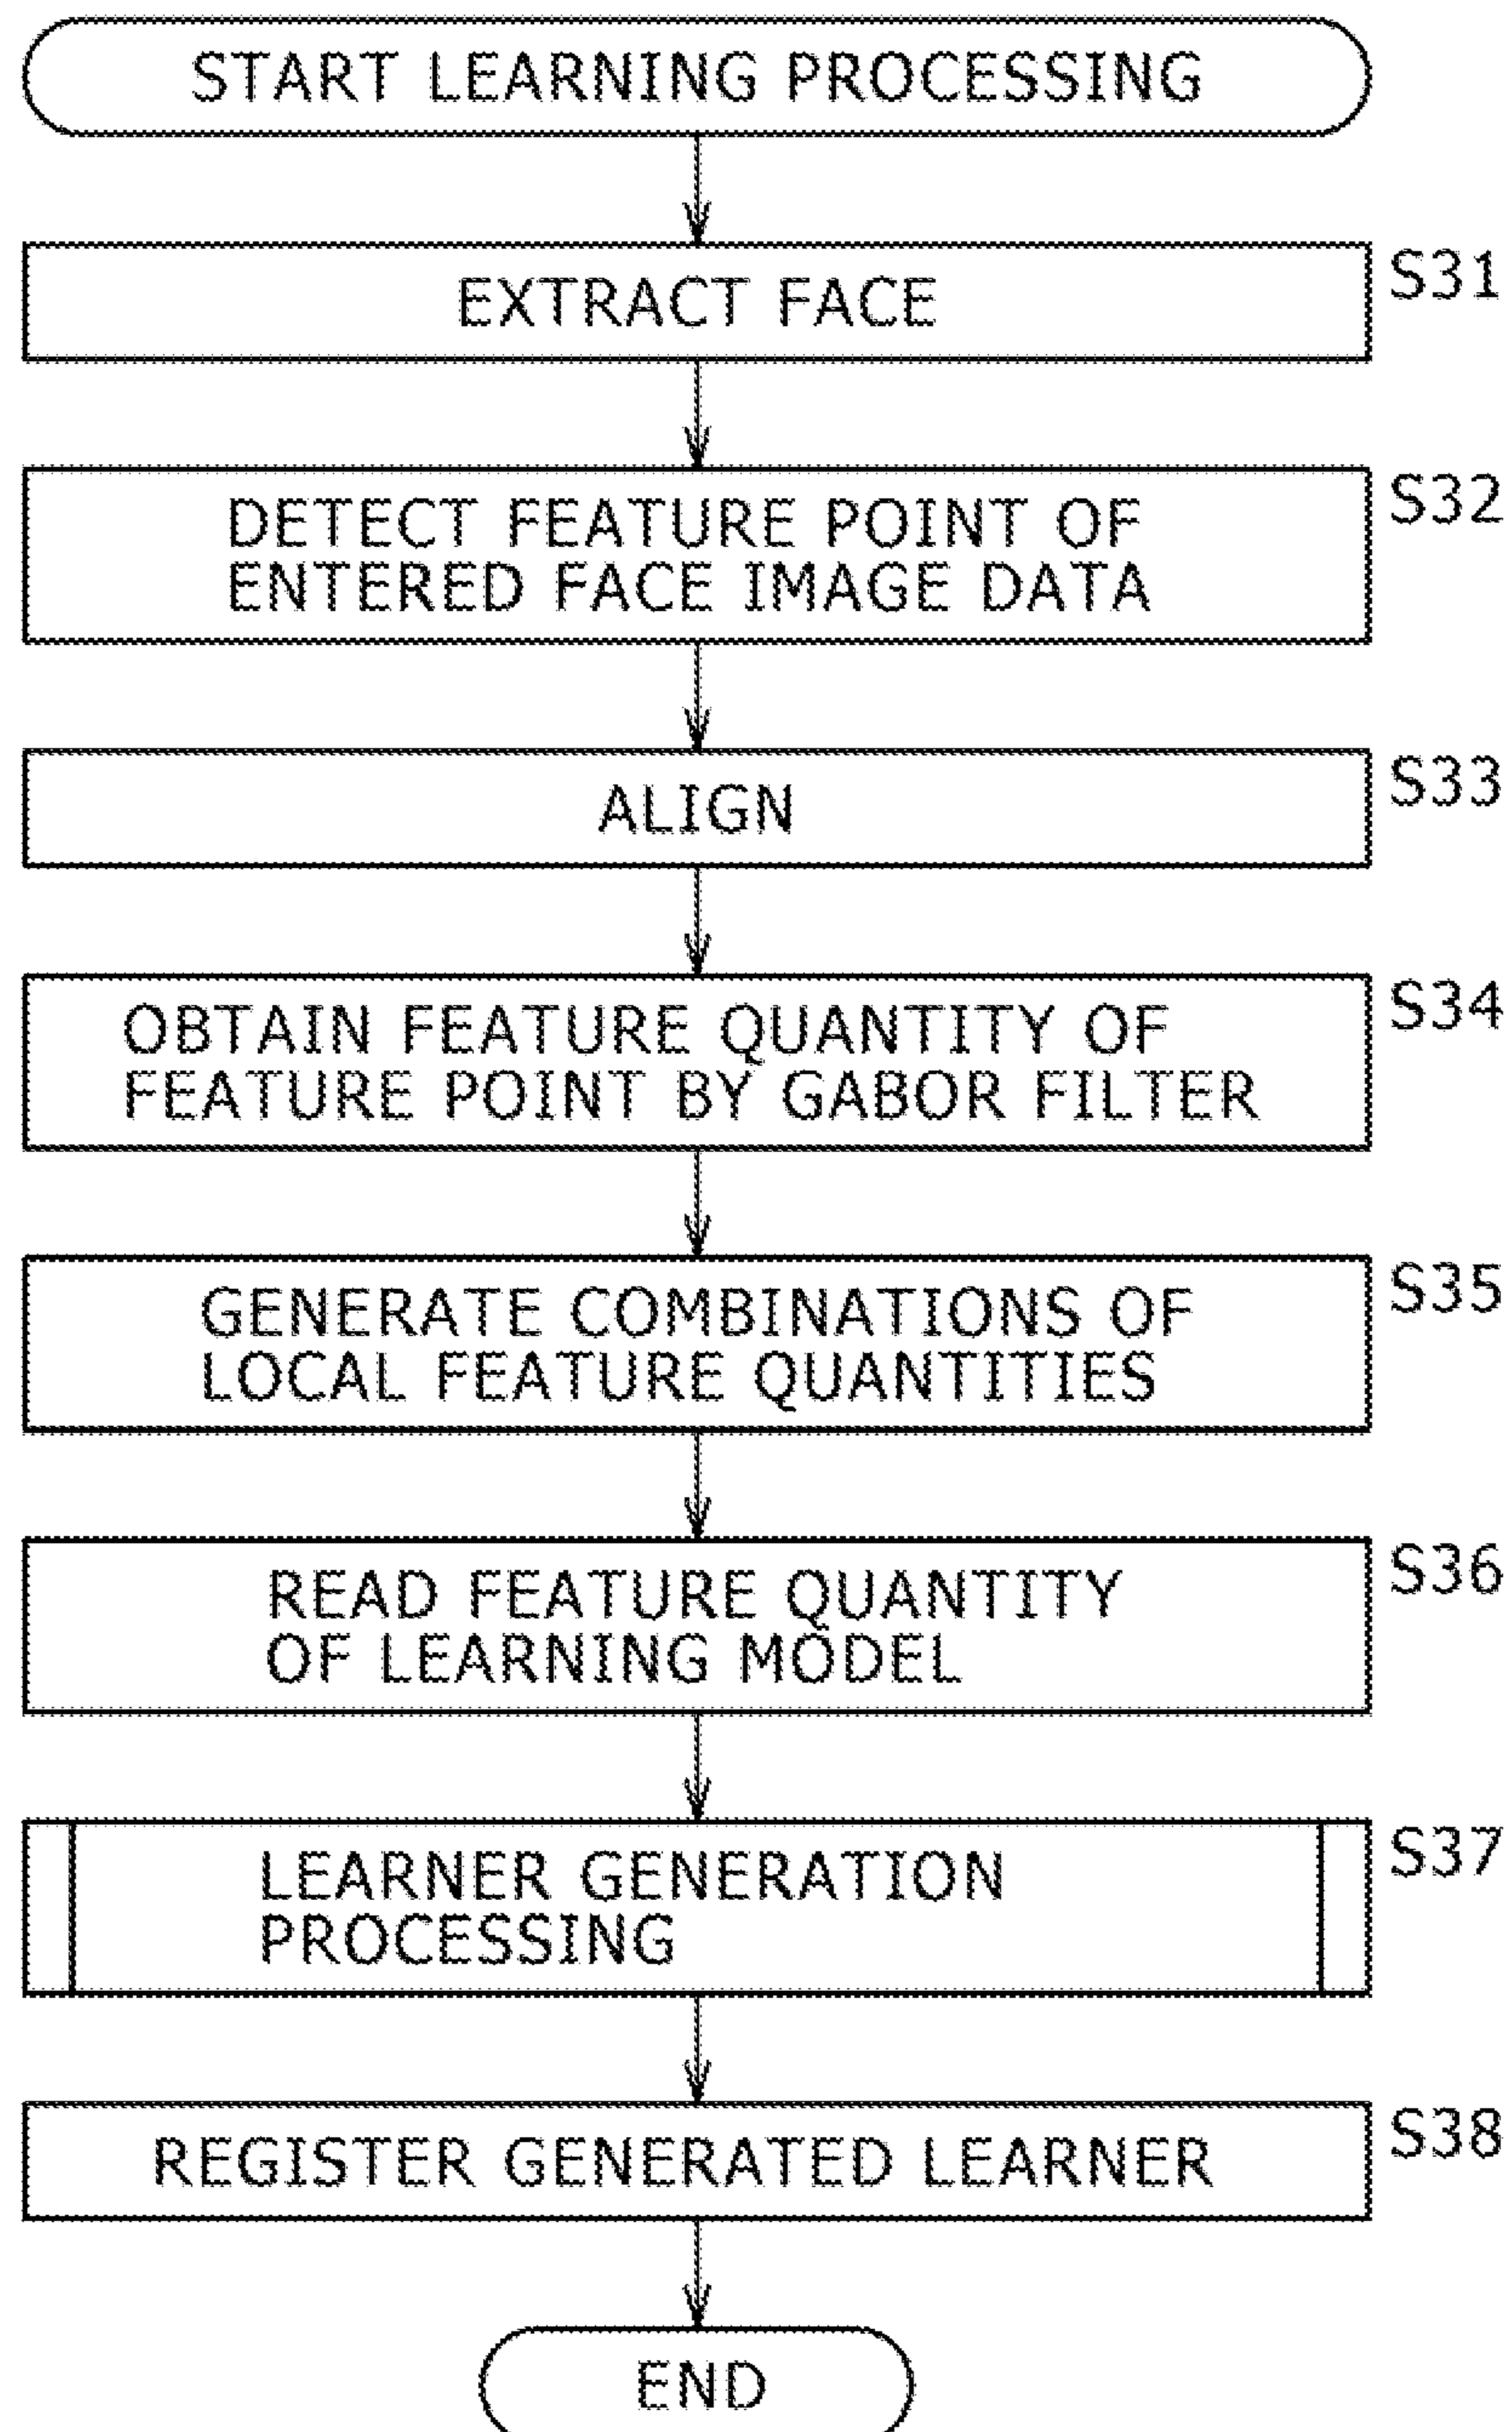 START LEARNING PROCESSING
EXTRACT FACE
S31
DETECT FEATURE POINT OF
ENTERED FACE IMAGE DATA
S32
ALIGN
S33
OBTAIN FEATURE QUANTITY OF
FEATURE POINT BY GABOR FILTER
S34
GENERATE COMBINATIONS OF
LOCAL FEATURE QUANTITIES
S35
READ FEATURE QUANTITY
OF LEARNING MODEL
S36
LEARNER GENERATION
PROCESSING
S37
REGISTER GENERATED LEARNER
S38
END